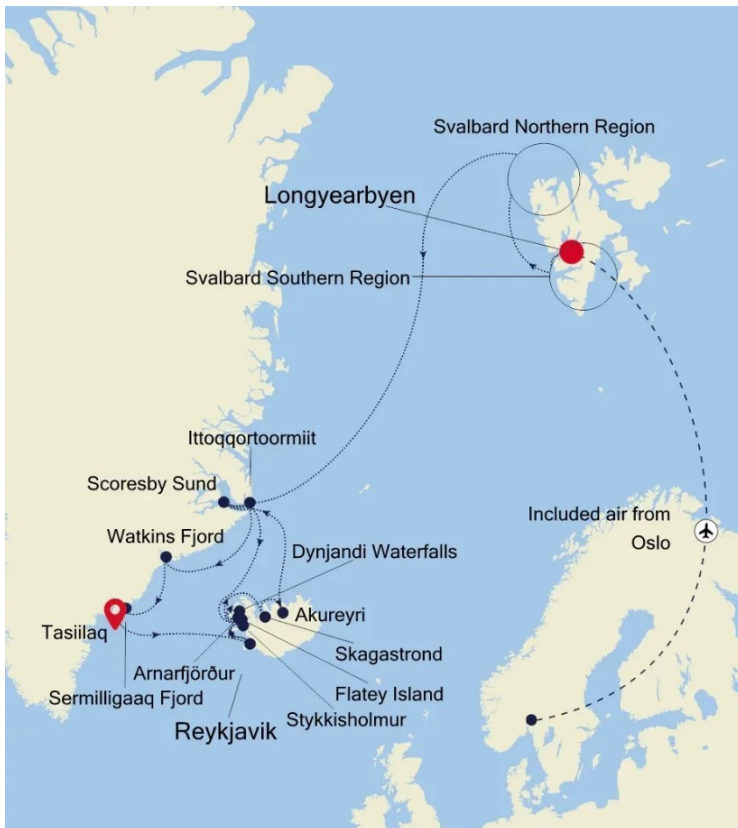 Svalbard Northern Region
Longyearbyen
Svalbard Southern Region
Ittoqqortoormiit
Scoresby Sund
Included air from
Oslo
Watkins Fjord
Dynjandi Waterfalls
Akureyri
Tasiilaq
Skagastrond
Arnarfjörður
Sermilligaaq Fjord
Flatey Island
Stykkisholmur
Reykjavik